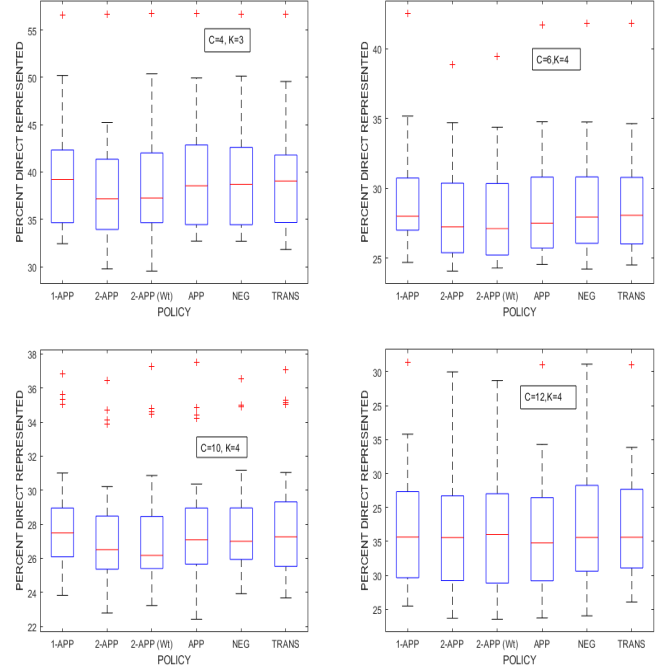 55
50
45
40
35
30
PERCENT DIRECT REPRESENTED
C=4, K=3
1-APP 2-APP 2-APP (Wt) APP NEG TRANS
POLICY
40
35
30
25
PERCENT DIRECT REPRESENTED
C=6,K=4
1-APP 2-APP 2-APP (Wt) APP NEG TRANS
POLICY
38
36
34
32
30
28
26
24
22
PERCENT DIRECT REPRESENTED
C=10, K=4
1-APP 2-APP 2-APP (Wt) APP NEG TRANS
POLICY
30
25
35
30
35
30
25
PERCENT DIRECT REPRESENTED
C=12,K=4
1-APP 2-APP 2-APP (Wt) APP NEG TRANS
POLICY